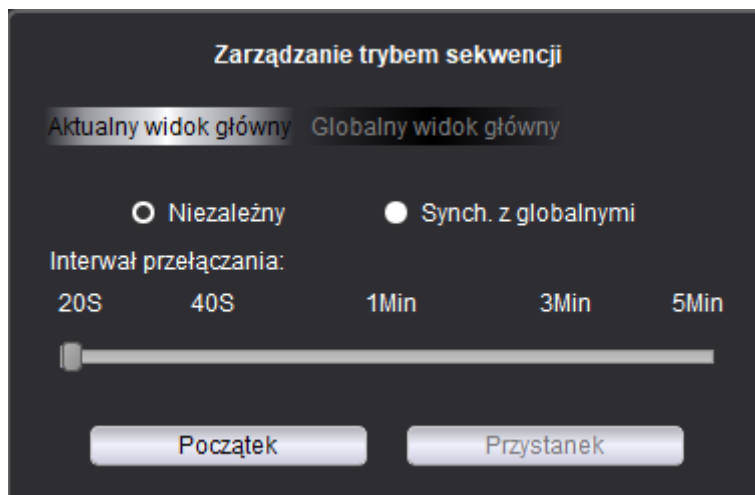 Zarządzanie trybem sekwencji
Aktualny widok główny Globalny widok główny
Niezależny Synch. z globalnymi
Interwał przełączania:
20S 40S 1Min 3Min 5Min
Początek Przystanek